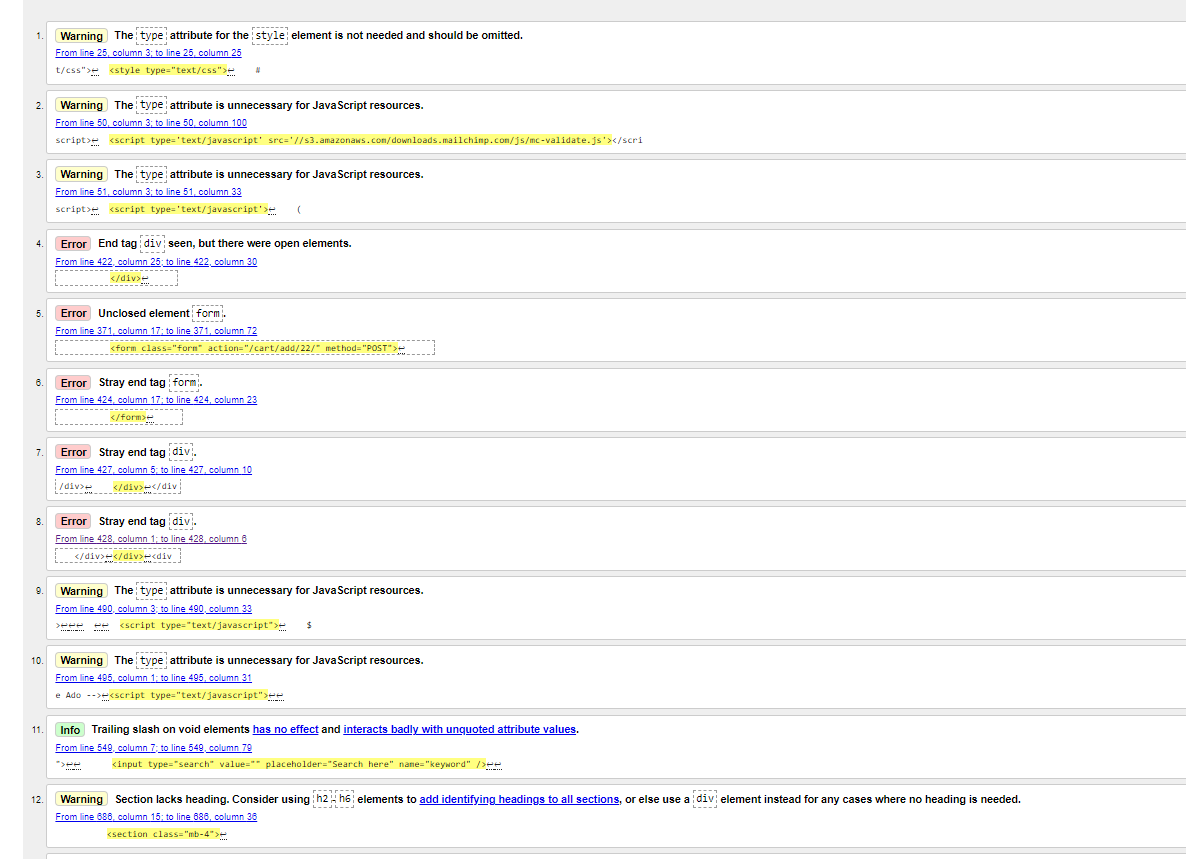 1. Warning The type attribute for the style element is not needed and should be omitted.
From line 25, column 3; to line 25, column 25
t/css">↩ <style type="text/css">↩ #
2. Warning The type attribute is unnecessary for JavaScript resources.
From line 50, column 3; to line 50, column 100
script>↩ <script type='text/javascript' src='//s3.amazonaws.com/downloads.mailchimp.com/js/mc-validate.js'></scri
3. Warning The type attribute is unnecessary for JavaScript resources.
From line 51, column 3; to line 51, column 33
script>↩ <script type='text/javascript'>↩ (
4. Error End tag div seen, but there were open elements.
From line 422, column 25; to line 422, column 30
</div>↩
5. Error Unclosed element form.
From line 371, column 17; to line 371, column 72
<form class="form" action="/cart/add/22/" method="POST">↩
6. Error Stray end tag form.
From line 424, column 17; to line 424, column 23
</form>↩
7. Error Stray end tag div.
From line 427, column 5; to line 427, column 10
/div>↩ </div>↩</div
8. Error Stray end tag div.
From line 428, column 1; to line 428, column 6
</div>↩</div>↩<div
9. Warning The type attribute is unnecessary for JavaScript resources.
From line 490, column 3; to line 490, column 33
>↩↩↩ ↩↩ <script type="text/javascript">↩ $
10. Warning The type attribute is unnecessary for JavaScript resources.
From line 495, column 1; to line 495, column 31
e Ado -->↩<script type="text/javascript">↩↩
11. Info Trailing slash on void elements has no effect and interacts badly with unquoted attribute values.
From line 549, column 7; to line 549, column 79
">↩↩ <input type="search" value="" placeholder="Search here" name="keyword" />↩↩
12. Warning Section lacks heading. Consider using h2-h6 elements to add identifying headings to all sections, or else use a div element instead for any cases where no heading is needed.
From line 686, column 15; to line 686, column 36
<section class="mb-4">↩